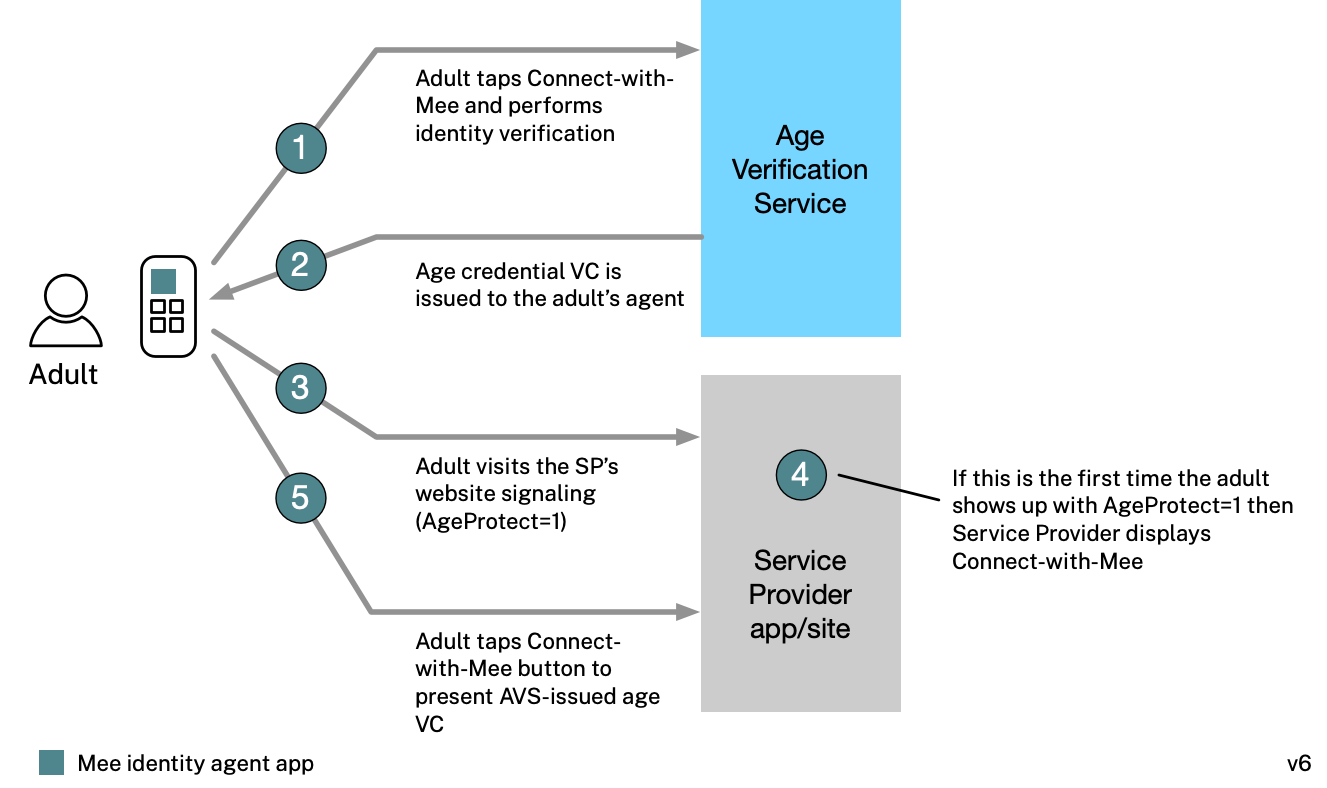 Adult taps Connect-with-
Mee and performs
identity verification
1
Age
Verification
Service
2
Age credential VC is
issued to the adult's agent
Adult
3
Adult visits the SP's
website signaling
(AgeProtect=1)
4
If this is the first time the adult
shows up with AgeProtect=1 then
Service Provider displays
Connect-with-Mee
5
Service
Provider
app/site
Adult taps Connect-
with-Mee button to
present AVS-issued age
VC
Mee identity agent app
v6